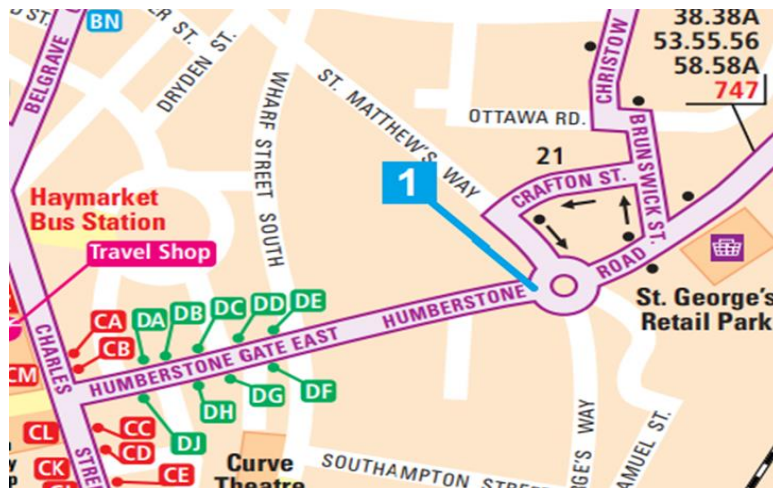 D ST.
BN
ER ST.
DRYDEN ST.
BELGRAVE
WHARF STREET SOUTH
ST. MATTHEW'S WAY
OTTAWA RD.
CHRISTOW
BRUNSWICK ST.
38.38A
53.55.56
58.58A
747
21
CRAFTON ST.
1
Haymarket
Bus Station
Travel Shop
CHARLES
STREE
CA
CB
CM
DA
DB
DC
DD
DE
HUMBERSTONE GATE EAST
HUMBERSTONE
ROAD
St. George's
Retail Park
DF
DG
DH
DJ
CL
CC
CD
CK
CE
Curve
Theatre
SOUTHAMPTON STREET
RGE'S WAY
AMUEL ST.